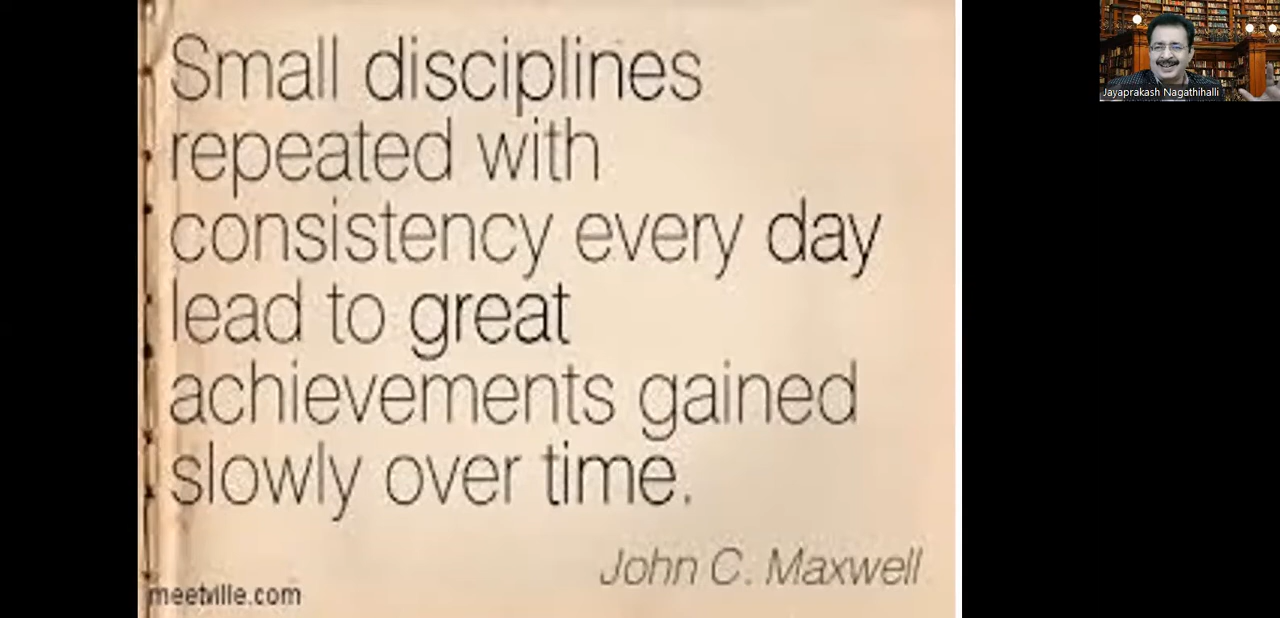 Small disciplines
repeated with
consistency every day
lead to great
achievements gained
slowly over time.
John C. Maxwell
meetville.com
Jayaprakash Nagathihalli